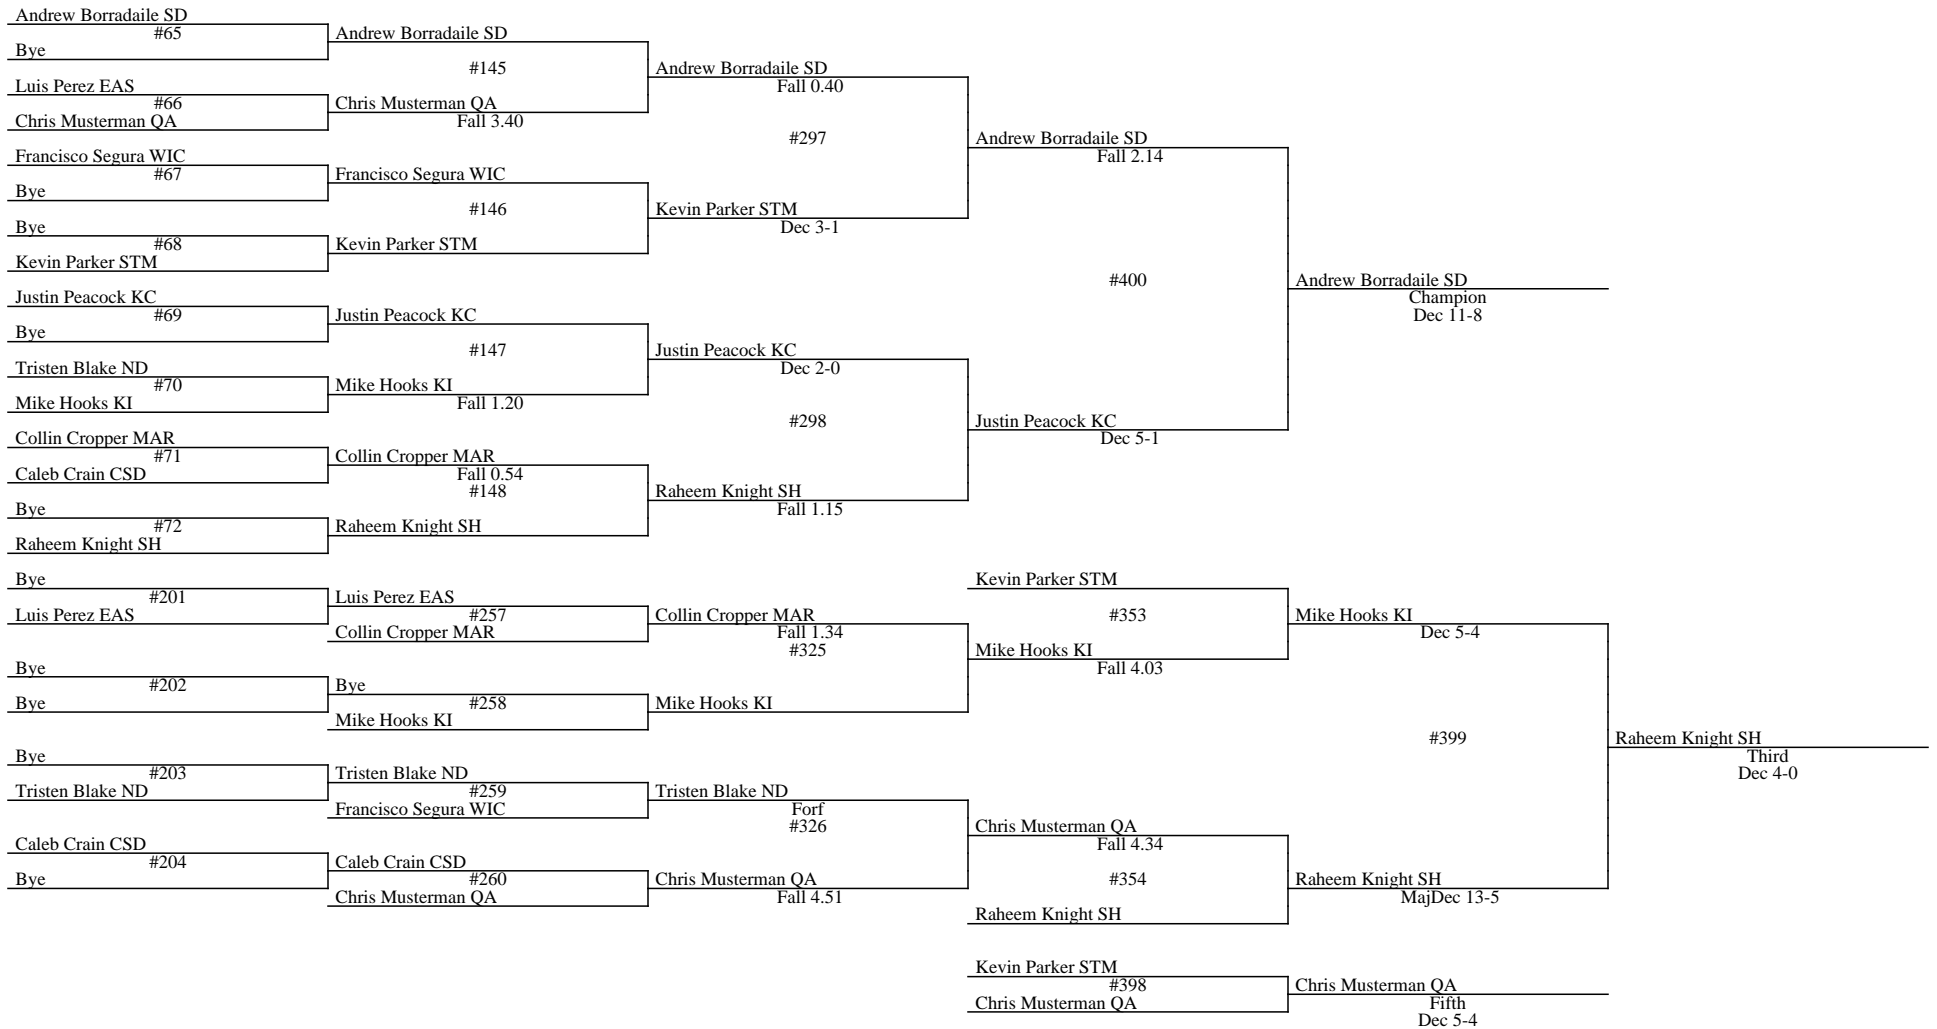 Andrew Borradaile SD
#65
Bye
Luis Perez EAS
#66
Chris Musterman QA
Francisco Segura WIC
#67
Bye
Bye
#68
Kevin Parker STM
Justin Peacock KC
#69
Bye
Tristen Blake ND
#70
Mike Hooks KI
Collin Cropper MAR
#71
Caleb Crain CSD
Bye
#72
Raheem Knight SH
Andrew Borradaile SD
#145
Chris Musterman QA
Fall 3.40
Francisco Segura WIC
#146
Kevin Parker STM
Justin Peacock KC
#147
Mike Hooks KI
Fall 1.20
Collin Cropper MAR
Fall 0.54
#148
Raheem Knight SH
Andrew Borradaile SD
Fall 0.40
#297
Kevin Parker STM
Dec 3-1
Justin Peacock KC
Dec 2-0
#298
Raheem Knight SH
Fall 1.15
Andrew Borradaile SD
Fall 2.14
#400
Justin Peacock KC
Dec 5-1
Andrew Borradaile SD
Champion
Dec 11-8
Bye
#201
Luis Perez EAS
Bye
#202
Bye
Bye
#203
Tristen Blake ND
Caleb Crain CSD
#204
Bye
Luis Perez EAS
#257
Collin Cropper MAR
Bye
#258
Mike Hooks KI
Tristen Blake ND
#259
Francisco Segura WIC
Caleb Crain CSD
#260
Chris Musterman QA
Collin Cropper MAR
Fall 1.34
#325
Mike Hooks KI
Tristen Blake ND
Forf
#326
Chris Musterman QA
Fall 4.51
Kevin Parker STM
#353
Mike Hooks KI
Fall 4.03
Chris Musterman QA
Fall 4.34
#354
Raheem Knight SH
Mike Hooks KI
Dec 5-4
#399
Raheem Knight SH
MajDec 13-5
Raheem Knight SH
Third
Dec 4-0
Kevin Parker STM
#398
Chris Musterman QA
Chris Musterman QA
Fifth
Dec 5-4